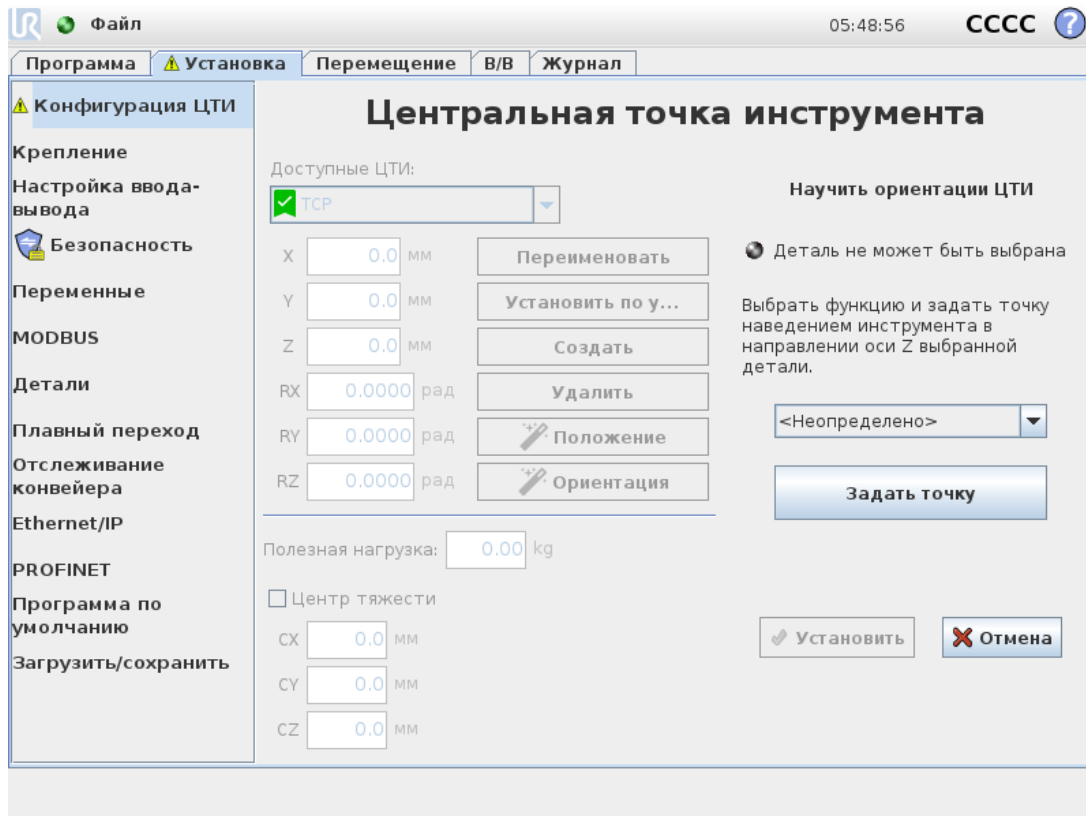 UR Файл 05:48:56 CCCC ?
Программа Установка Перемещение В/В Журнал
Конфигурация ЦТИ
Крепление
Настройка ввода-
вывода
Безопасность
Переменные
MODBUS
Детали
Плавный переход
Отслеживание
конвейера
Ethernet/IP
PROFINET
Программа по
умолчанию
Загрузить/сохранить
Центральная точка инструмента
Доступные ЦТИ:
TCP
X 0.0 мм Переименовать
Y 0.0 мм Установить по у...
Z 0.0 мм Создать
RX 0.0000 рад Удалить
RY 0.0000 рад Положение
RZ 0.0000 рад Ориентация
Полезная нагрузка: 0.00 kg
Центр тяжести
CX 0.0 мм
CY 0.0 мм
CZ 0.0 мм
Научить ориентации ЦТИ
Деталь не может быть выбрана
Выбрать функцию и задать точку
наведением инструмента в
направлении оси Z выбранной
детали.
<Неопределено>
Задать точку
Установить Отмена